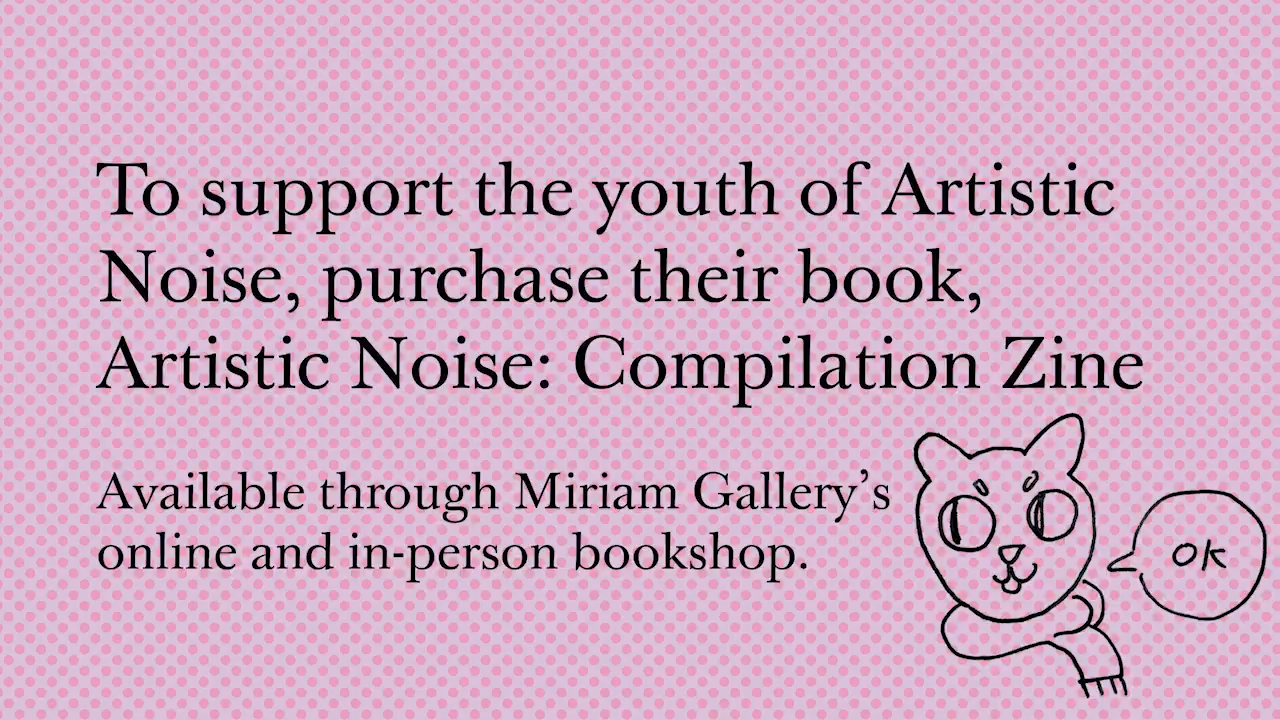 To support the youth of Artistic
Noise, purchase their book,
Artistic Noise: Compilation Zine
Available through Miriam Gallery’s
online and in-person bookshop.
OK